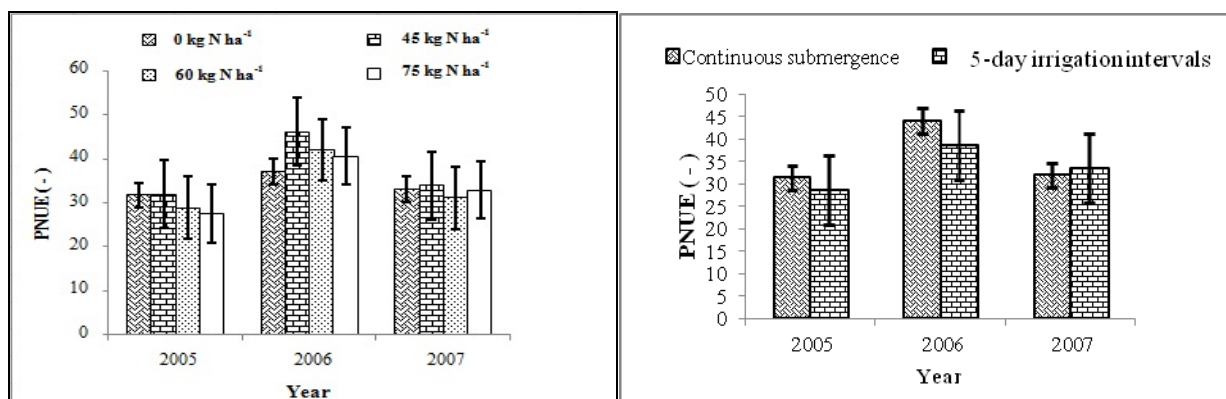 0 kg N ha⁻¹ 45 kg N ha⁻¹
60 kg N ha⁻¹ 75 kg N ha⁻¹
60
50
40
30
20
10
0
PNUE ( - )
2005 2006 2007
Year
Continuous submergence 5-day irrigation intervals
50
45
40
35
30
25
20
15
10
5
0
PNUE ( - )
2005 2006 2007
Year